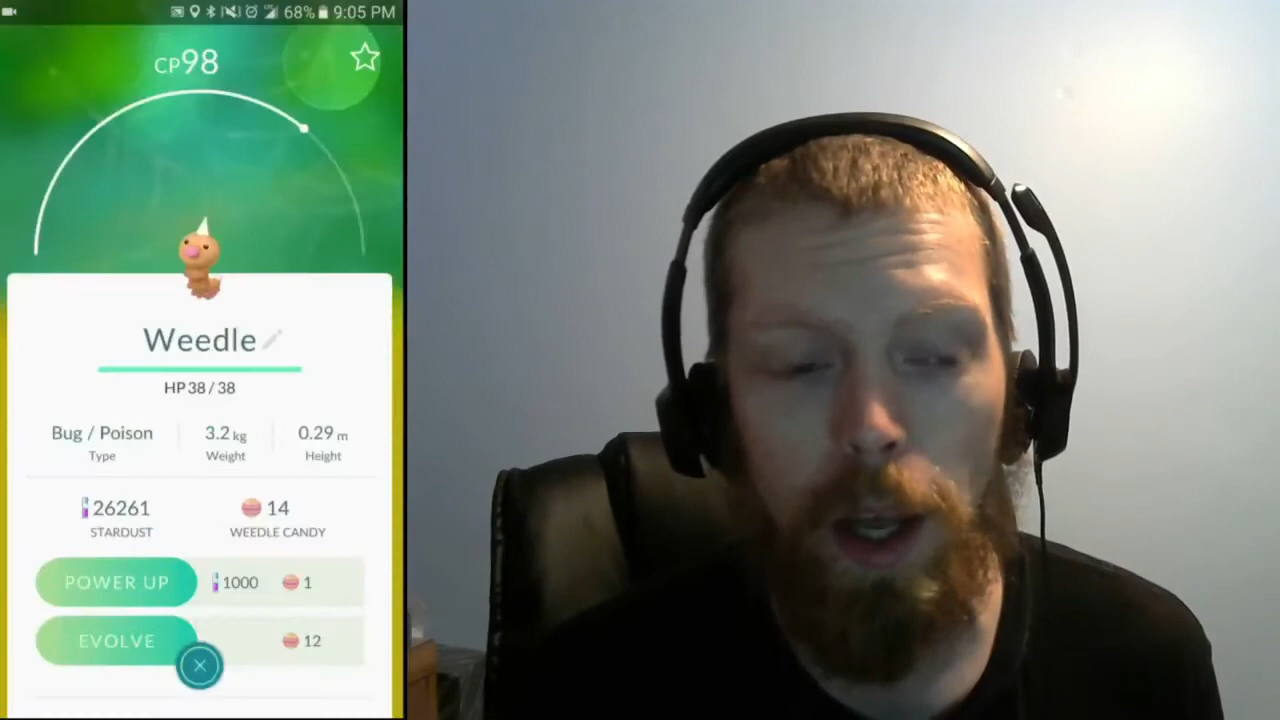 68% 9:05 PM
CP98
Weedle
HP 38 / 38
Bug / Poison 3.2 kg 0.29 m
Type Weight Height
26261 14
STARDUST WEEDLE CANDY
POWER UP 1000 1
EVOLVE 12